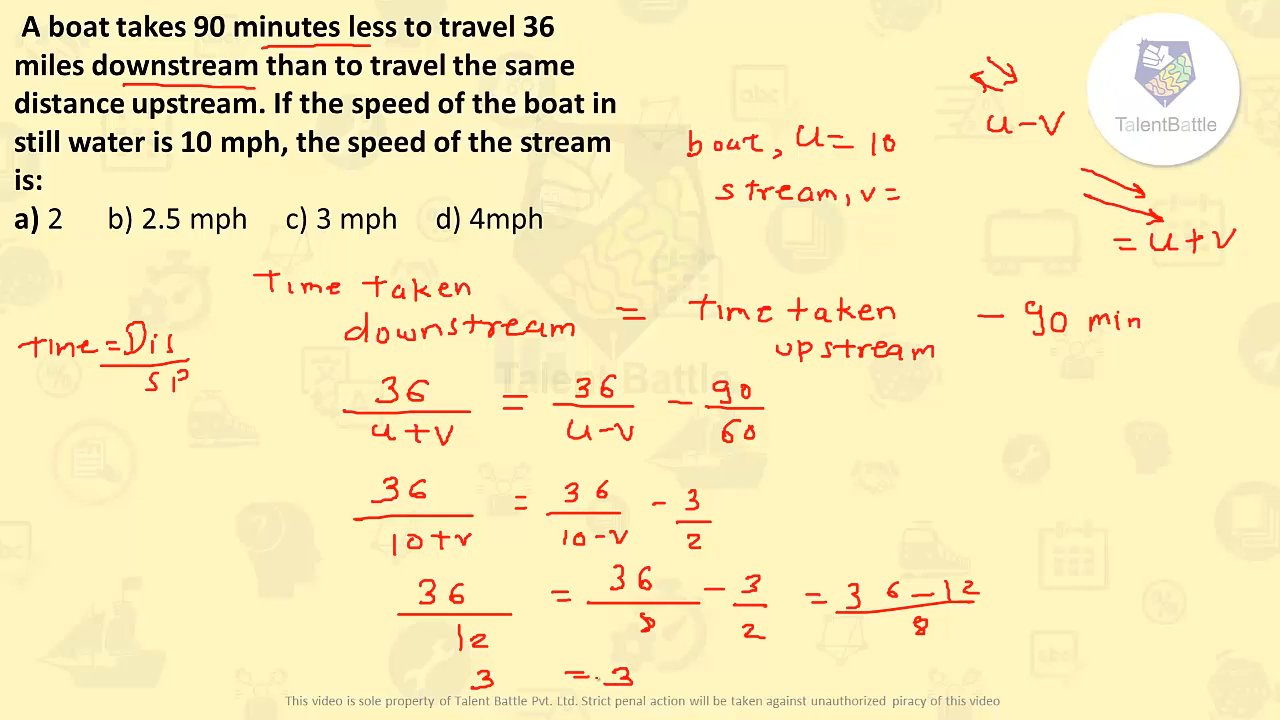 A boat takes 90 minutes less to travel 36
miles downstream than to travel the same
distance upstream. If the speed of the boat in
still water is 10 mph, the speed of the stream
is:
a) 2 b) 2.5 mph c) 3 mph d) 4mph
TalentBattle
u-v
boat, u = 10
stream, v =
= u+v
Time taken
downstream = Time taken
upstream - 90 min
Time = Dis
SP
Talent Battle
36/u+v = 36/u-v - 90/60
36/10+v = 36/10-v - 3/2
36/12 = 36/8 - 3/2 = 36-12/8
3 = 3
This video is sole property of Talent Battle Pvt. Ltd. Strict penal action will be taken against unauthorized piracy of this video